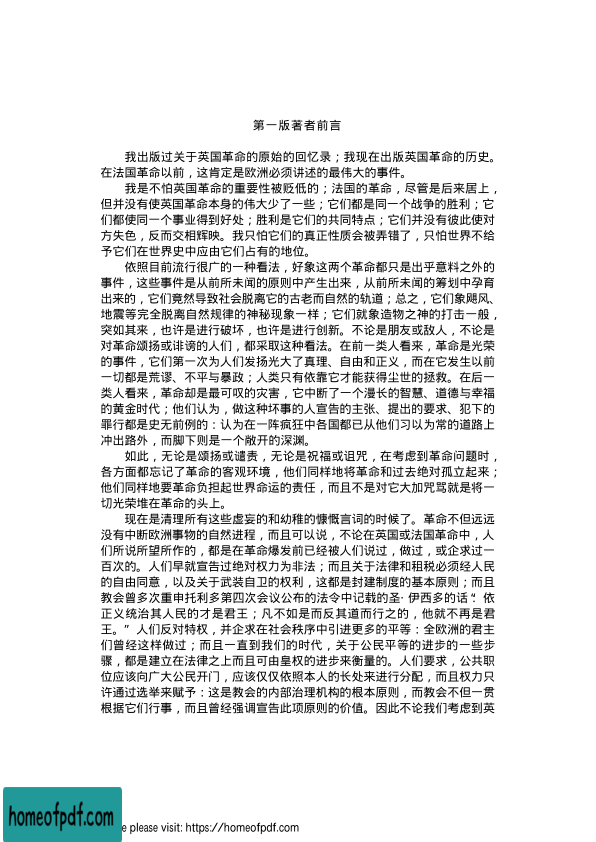 第一版著者前言
我出版过关于英国革命的原始的回忆录；我现在出版英国革命的历史。
在法国革命以前，这肯定是欧洲必须讲述的最伟大的事件。
我是不怕英国革命的重要性被贬低的；法国的革命，尽管是后来居上，
但并没有使英国革命本身的伟大少了一些；它们都是同一个战争的胜利；它
们都使同一个事业得到好处；胜利是它们的共同特点；它们并没有彼此使对
方失色，反而交相辉映。我只怕它们的真正性质会被弄错了，只怕世界不给
予它们在世界史中应由它们占有的地位。
依照目前流行很广的一种看法，好象这两个革命都只是出乎意料之外的
事件，这些事件是从前所未闻的原则中产生出来，从前所未闻的筹划中孕育
出来的，它们竟然导致社会脱离它的古老而自然的轨道；总之，它们象飓风、
地震等完全脱离自然规律的神秘现象一样；它们就象造物之神的打击一般，
突如其来，也许是进行破坏，也许是进行创新。不论是朋友或敌人，不论是
对革命颂扬或诽谤的人们，都采取这种看法。在前一类人看来，革命是光荣
的事件，它们第一次为人们发扬光大了真理、自由和正义，而在它发生以前
一切都是荒谬、不平与暴政；人类只有依靠它才能获得尘世的拯救。在后一
类人看来，革命却是最可叹的灾害，它中断了一个漫长的智慧、道德与幸福
的黄金时代；他们认为，做这种坏事的人宣告的主张、提出的要求、犯下的
罪行都是史无前例的：认为在一阵疯狂中各国都已从他们习以为常的道路上
冲出路外，而脚下则是一个敞开的深渊。
如此，无论是颂扬或谴责，无论是祝福或诅咒，在考虑到革命问题时，
各方面都忘记了革命的客观环境，他们同样地将革命和过去绝对孤立起来；
他们同样地要革命负担起世界命运的责任，而且不是对它大加咒骂就是将一
切光荣堆在革命的头上。
现在是清理所有这些虚妄的和幼稚的慷慨言词的时候了。革命不但远远
没有中断欧洲事物的自然进程，而且可以说，不论在英国或法国革命中，人
们所说所望所作的，都是在革命爆发前已经被人们说过，做过，或企求过一
百次的。人们早就宣告过绝对权力为非法；而且关于法律和租税必须经人民
的自由同意，以及关于武装自卫的权利，这都是封建制度的基本原则；而且
教会曾多次重申托利多第四次会议公布的法令中记载的圣·伊西多的话：“依
正义统治其人民的才是君王；凡不如是而反其道而行之的，他就不再是君
王。”人们反对特权，并企求在社会秩序中引进更多的平等：全欧洲的君主
们曾经这样做过；而且一直到我们的时代，关于公民平等的进步的一些步
骤，都是建立在法律之上而且可由皇权的进步来衡量的。人们要求，公共职
位应该向广大公民开门，应该仅仅依照本人的长处来进行分配，而且权力只
许通过选举来赋予：这是教会的内部治理机构的根本原则，而教会不但一贯
根据它们行事，而且曾经强调宣告此项原则的价值。因此不论我们考虑到英
homeofpdf.com
e please visit: https://homeofpdf.com